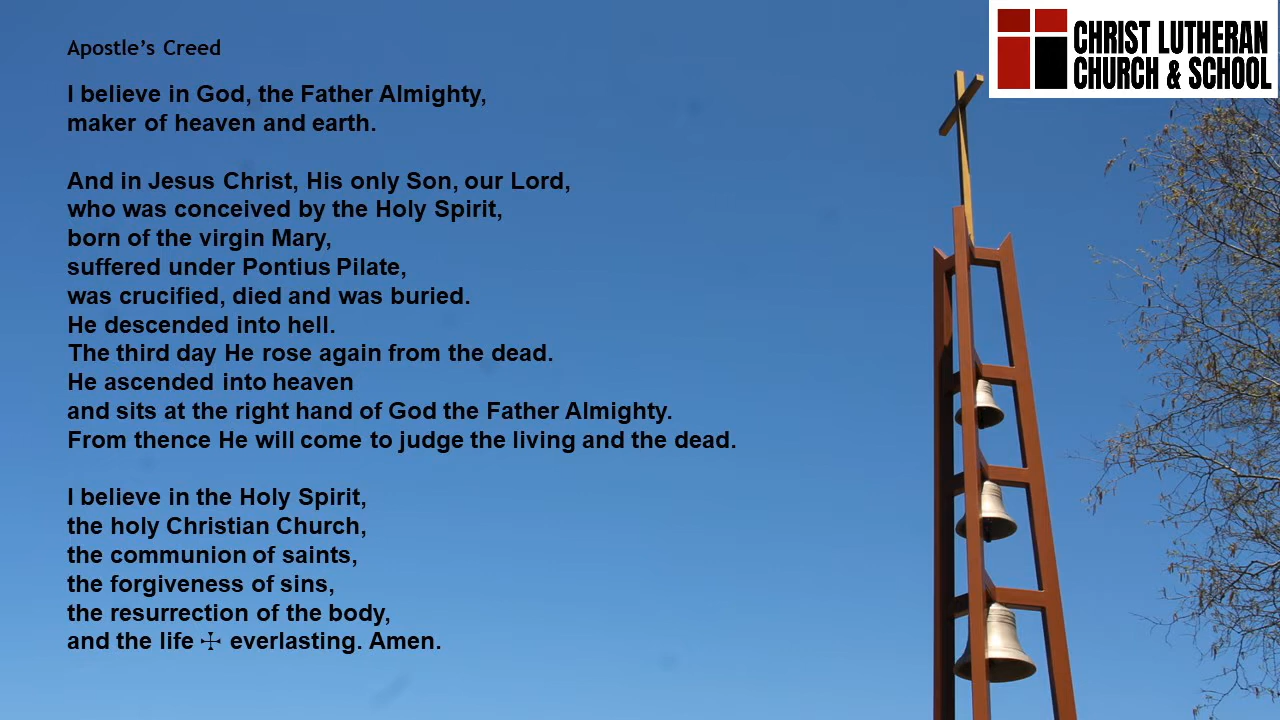 Apostle’s Creed
I believe in God, the Father Almighty,
maker of heaven and earth.
And in Jesus Christ, His only Son, our Lord,
who was conceived by the Holy Spirit,
born of the virgin Mary,
suffered under Pontius Pilate,
was crucified, died and was buried.
He descended into hell.
The third day He rose again from the dead.
He ascended into heaven
and sits at the right hand of God the Father Almighty.
From thence He will come to judge the living and the dead.
I believe in the Holy Spirit,
the holy Christian Church,
the communion of saints,
the forgiveness of sins,
the resurrection of the body,
and the life ☩ everlasting. Amen.
CHRIST LUTHERAN
CHURCH & SCHOOL